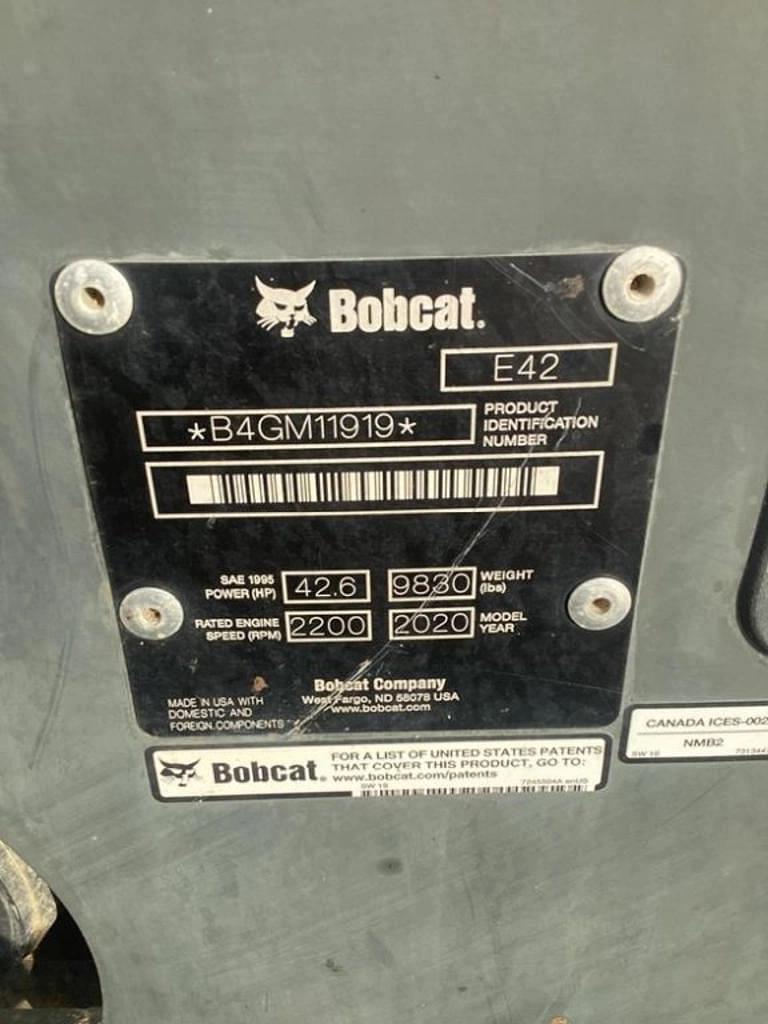 Bobcat.
E42
*B4GM11919*
PRODUCT
IDENTIFICATION
NUMBER
SAE 1995
POWER (HP)
42.6
9830
WEIGHT
(lbs)
RATED ENGINE
SPEED (RPM)
2200
2020
MODEL
YEAR
Bobcat Company
West Fargo, ND 58078 USA
www.bobcat.com
MADE IN USA WITH
DOMESTIC AND
FOREIGN COMPONENTS
Bobcat.
FOR A LIST OF UNITED STATES PATENTS
THAT COVER THIS PRODUCT, GO TO:
www.bobcat.com/patents
CANADA ICES-002
NMB2